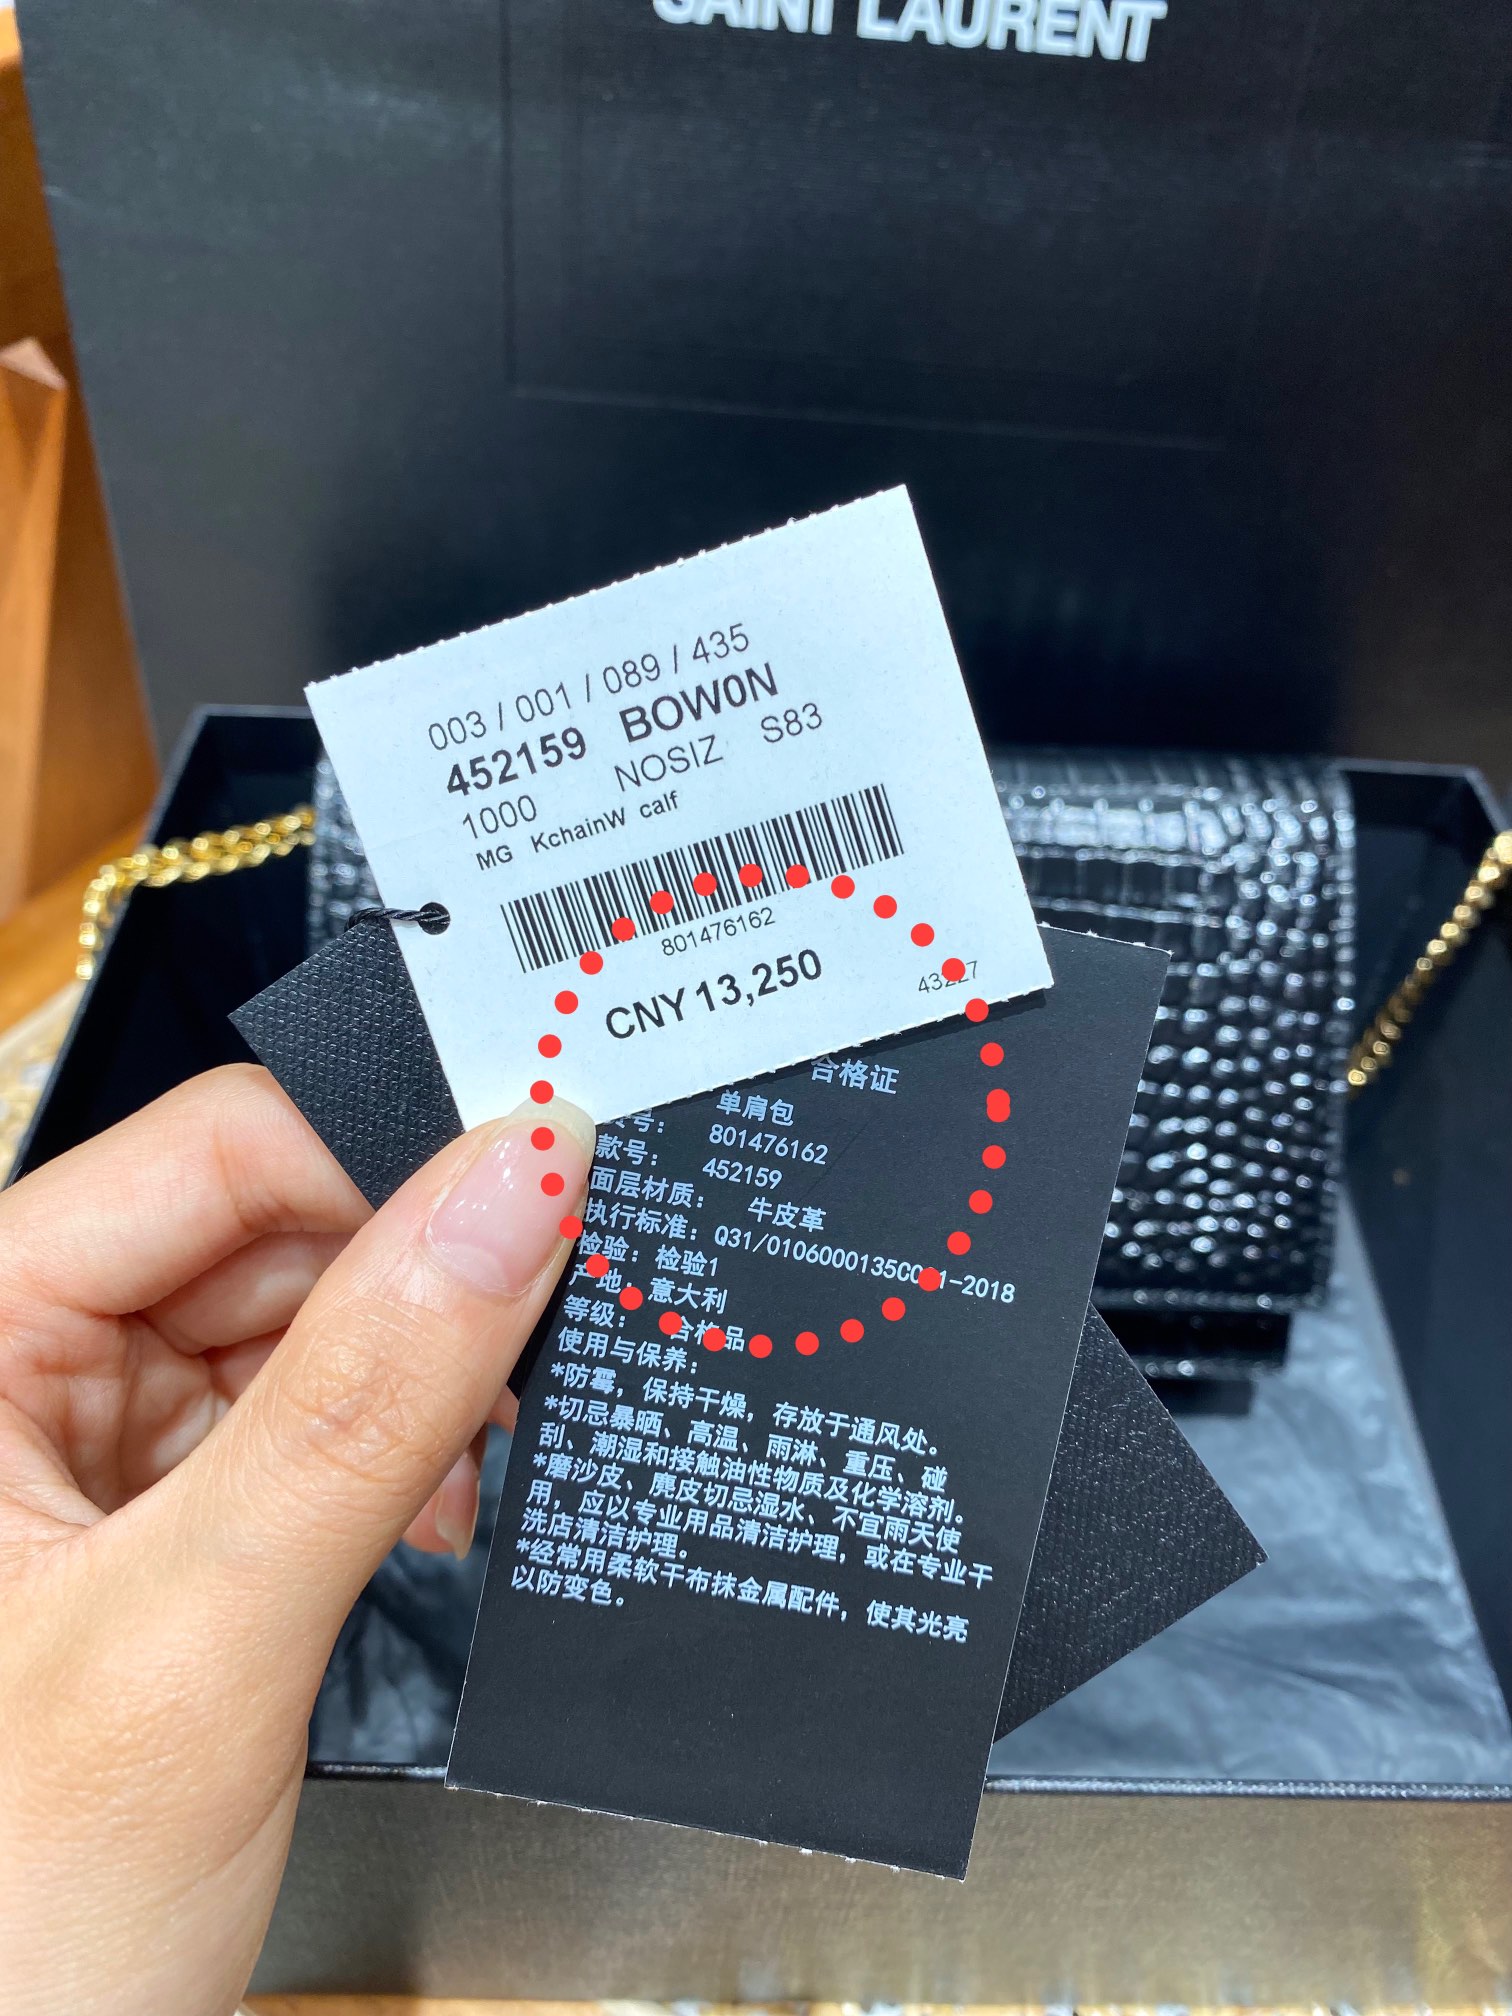 SAINT LAURENT
003 / 001 / 089 / 435
452159 BOW0N
1000 NOSIZ S83
MG KchainW calf
801476162
CNY 13,250
合格证
单肩包
号: 801476162
款号: 452159
面层材质: 牛皮革
执行标准: Q31/0106000135C0 1-2018
检验: 检验1
产地: 意大利
等级: 合格品
使用与保养:
*防霉，保持干燥，存放于通风处。
*切忌暴晒、高温、雨淋、重压、碰
刮、潮湿和接触油性物质及化学溶剂。
*磨沙皮、麂皮切忌湿水、不宜雨天使
用，应以专业用品清洁护理，或在专业干
洗店清洁护理。
*经常用柔软干布抹金属配件，使其光亮
以防变色。